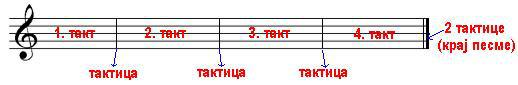 1. такт 2. такт 3. такт 4. такт
2 тактице
(крај песме)
тактица тактица тактица